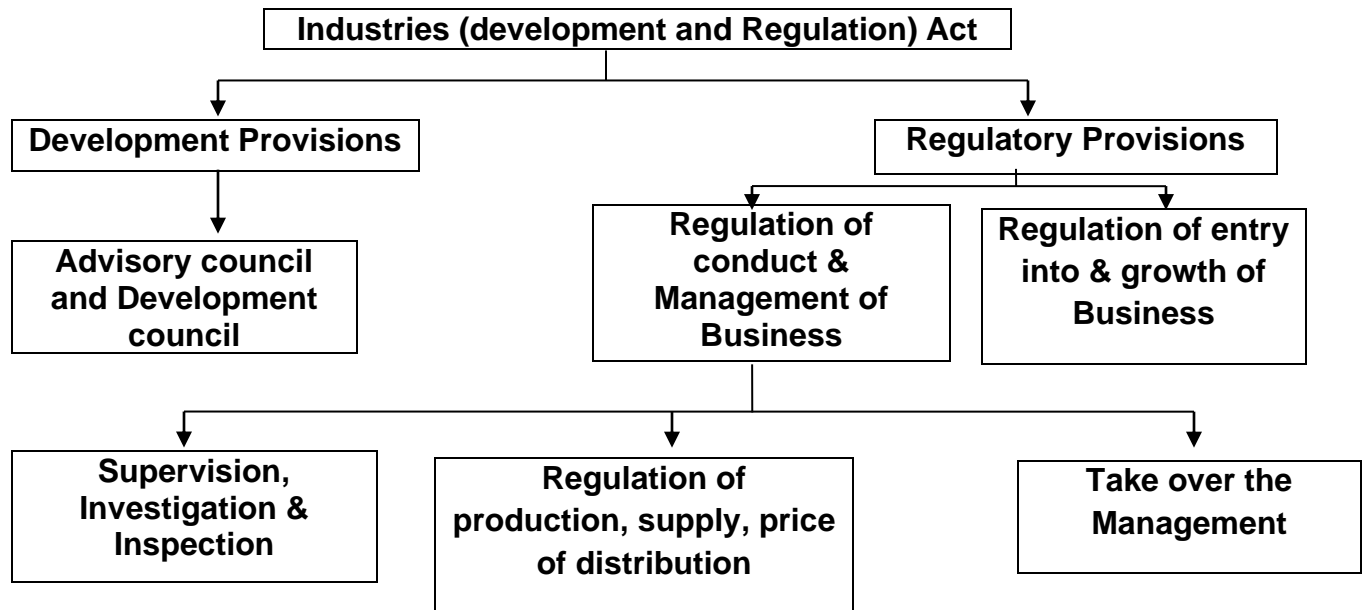 Industries (development and Regulation) Act
Development Provisions
Regulatory Provisions
Advisory council
and Development
council
Regulation of
conduct &
Management of
Business
Regulation of entry
into & growth of
Business
Supervision,
Investigation &
Inspection
Regulation of
production, supply, price
of distribution
Take over the
Management